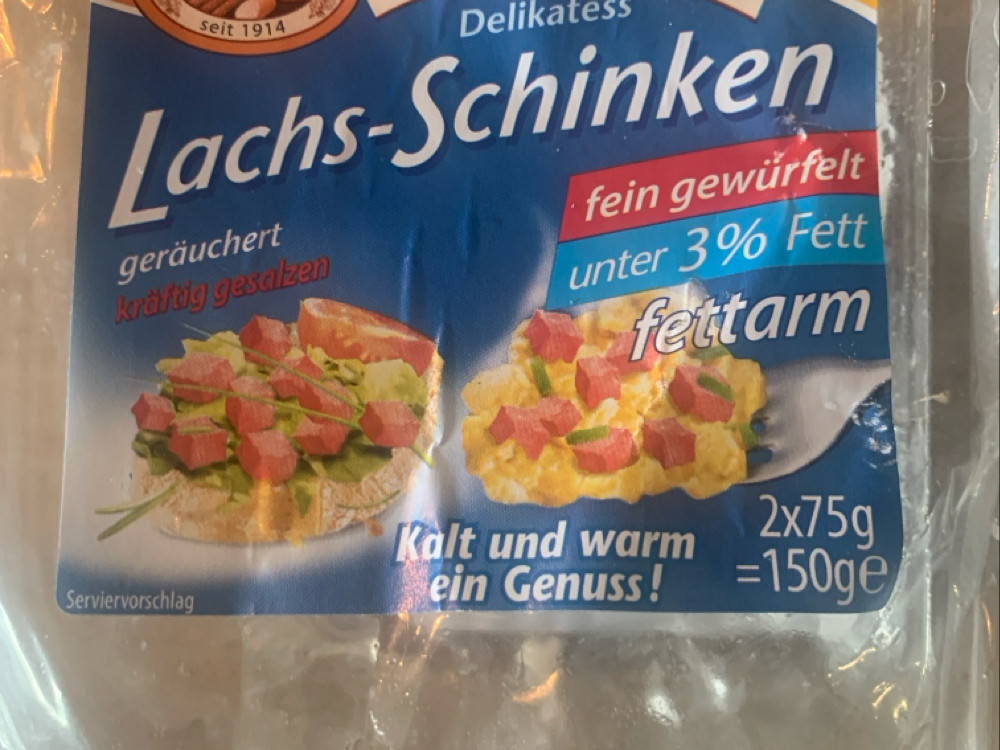 seit 1914
Delikatess
Lachs-Schinken
fein gewürfelt
unter 3% Fett
fettarm
geräuchert
kräftig gesalzen
Kalt und warm
ein Genuss!
2x75g
=150g℮
Serviervorschlag